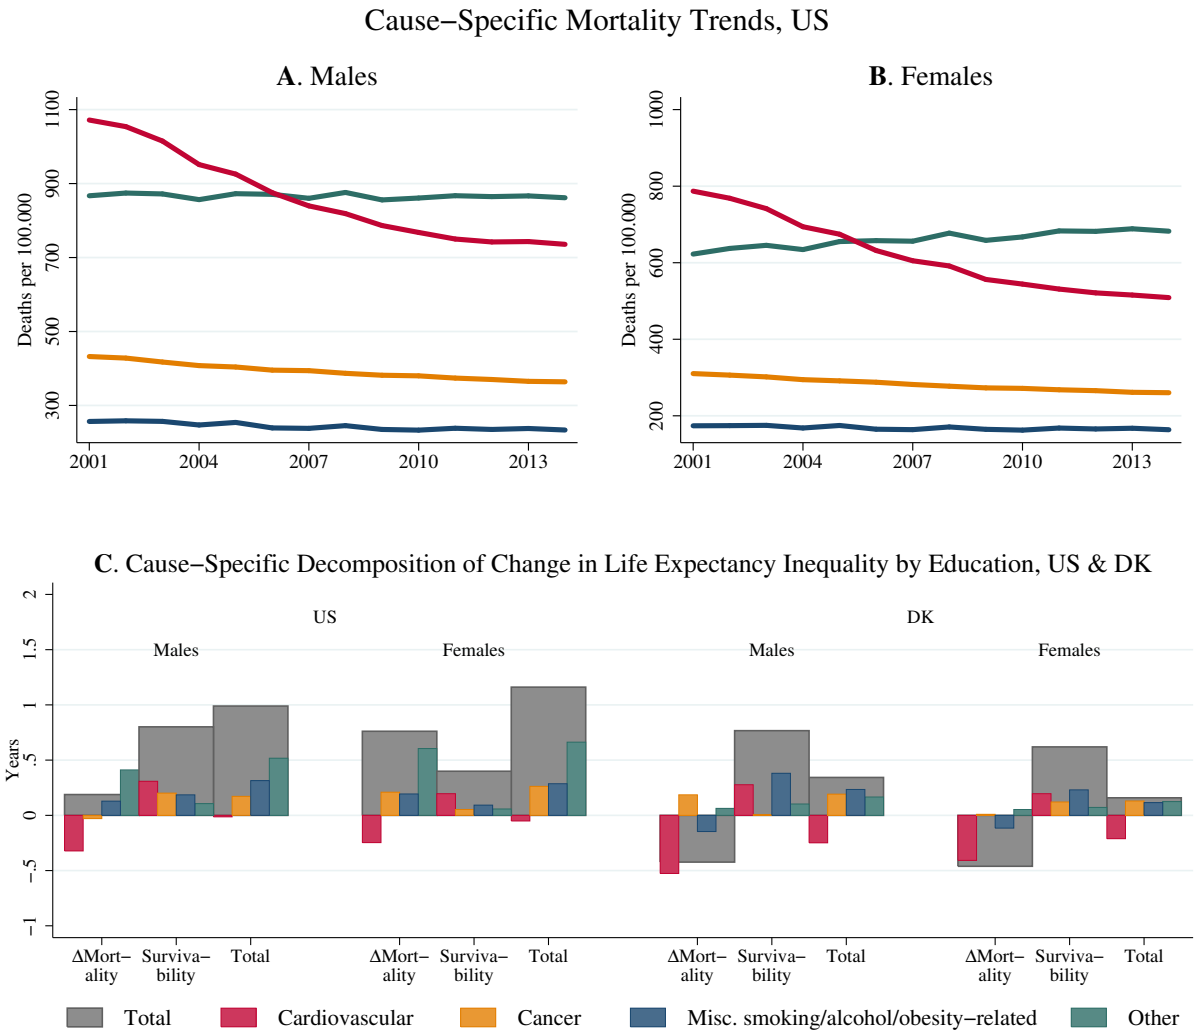 Cause−Specific Mortality Trends, US
A. Males
Deaths per 100.000
1100
900
700
500
300
2001 2004 2007 2010 2013
B. Females
Deaths per 100.000
1000
800
600
400
200
2001 2004 2007 2010 2013
C. Cause−Specific Decomposition of Change in Life Expectancy Inequality by Education, US & DK
Years
2
1.5
1
.5
0
−.5
−1
US DK
Males Females Males Females
ΔMort− Surviva− Total ΔMort− Surviva− Total ΔMort− Surviva− Total ΔMort− Surviva− Total
ality bility ality bility ality bility ality bility
Total Cardiovascular Cancer Misc. smoking/alcohol/obesity−related Other